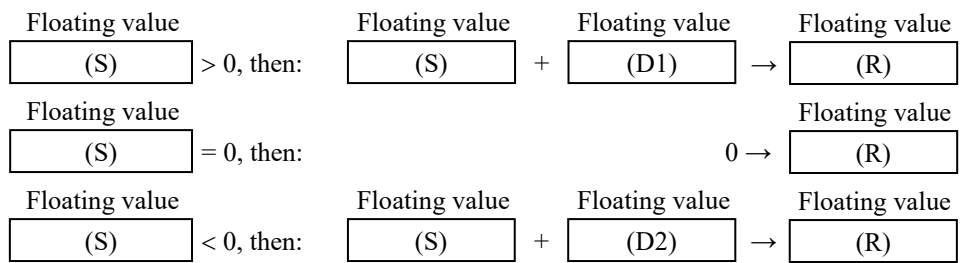 Floating value Floating value Floating value Floating value
(S) > 0, then: (S) + (D1) → (R)
Floating value Floating value
(S) = 0, then: 0 → (R)
Floating value Floating value Floating value Floating value
(S) < 0, then: (S) + (D2) → (R)